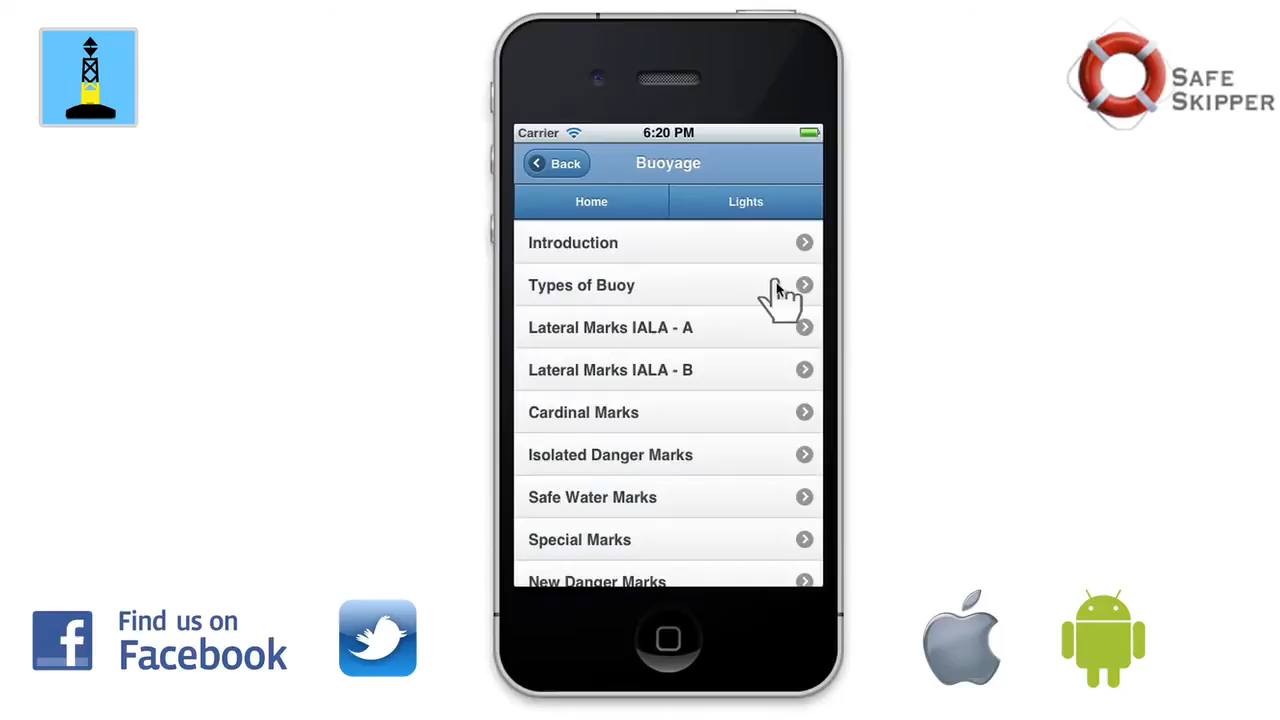 SAFE
SKIPPER
Carrier
6:20 PM
Back
Buoyage
Home
Lights
Introduction
Types of Buoy
Lateral Marks IALA - A
Lateral Marks IALA - B
Cardinal Marks
Isolated Danger Marks
Safe Water Marks
Special Marks
New Danger Marks
f
Find us on
Facebook